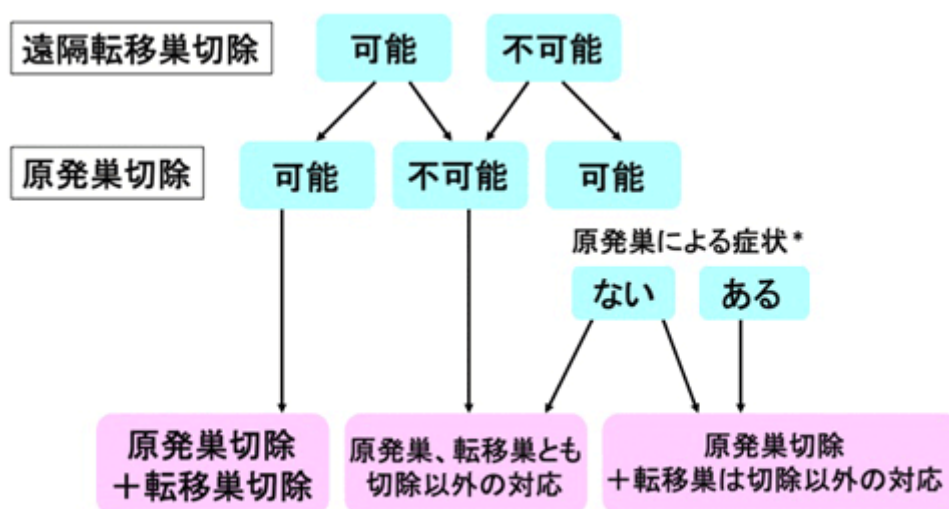 遠隔転移巣切除
可能
不可能
原発巣切除
可能
不可能
可能
原発巣による症状*
ない
ある
原発巣切除
+転移巣切除
原発巣、転移巣とも
切除以外の対応
原発巣切除
+転移巣は切除以外の対応